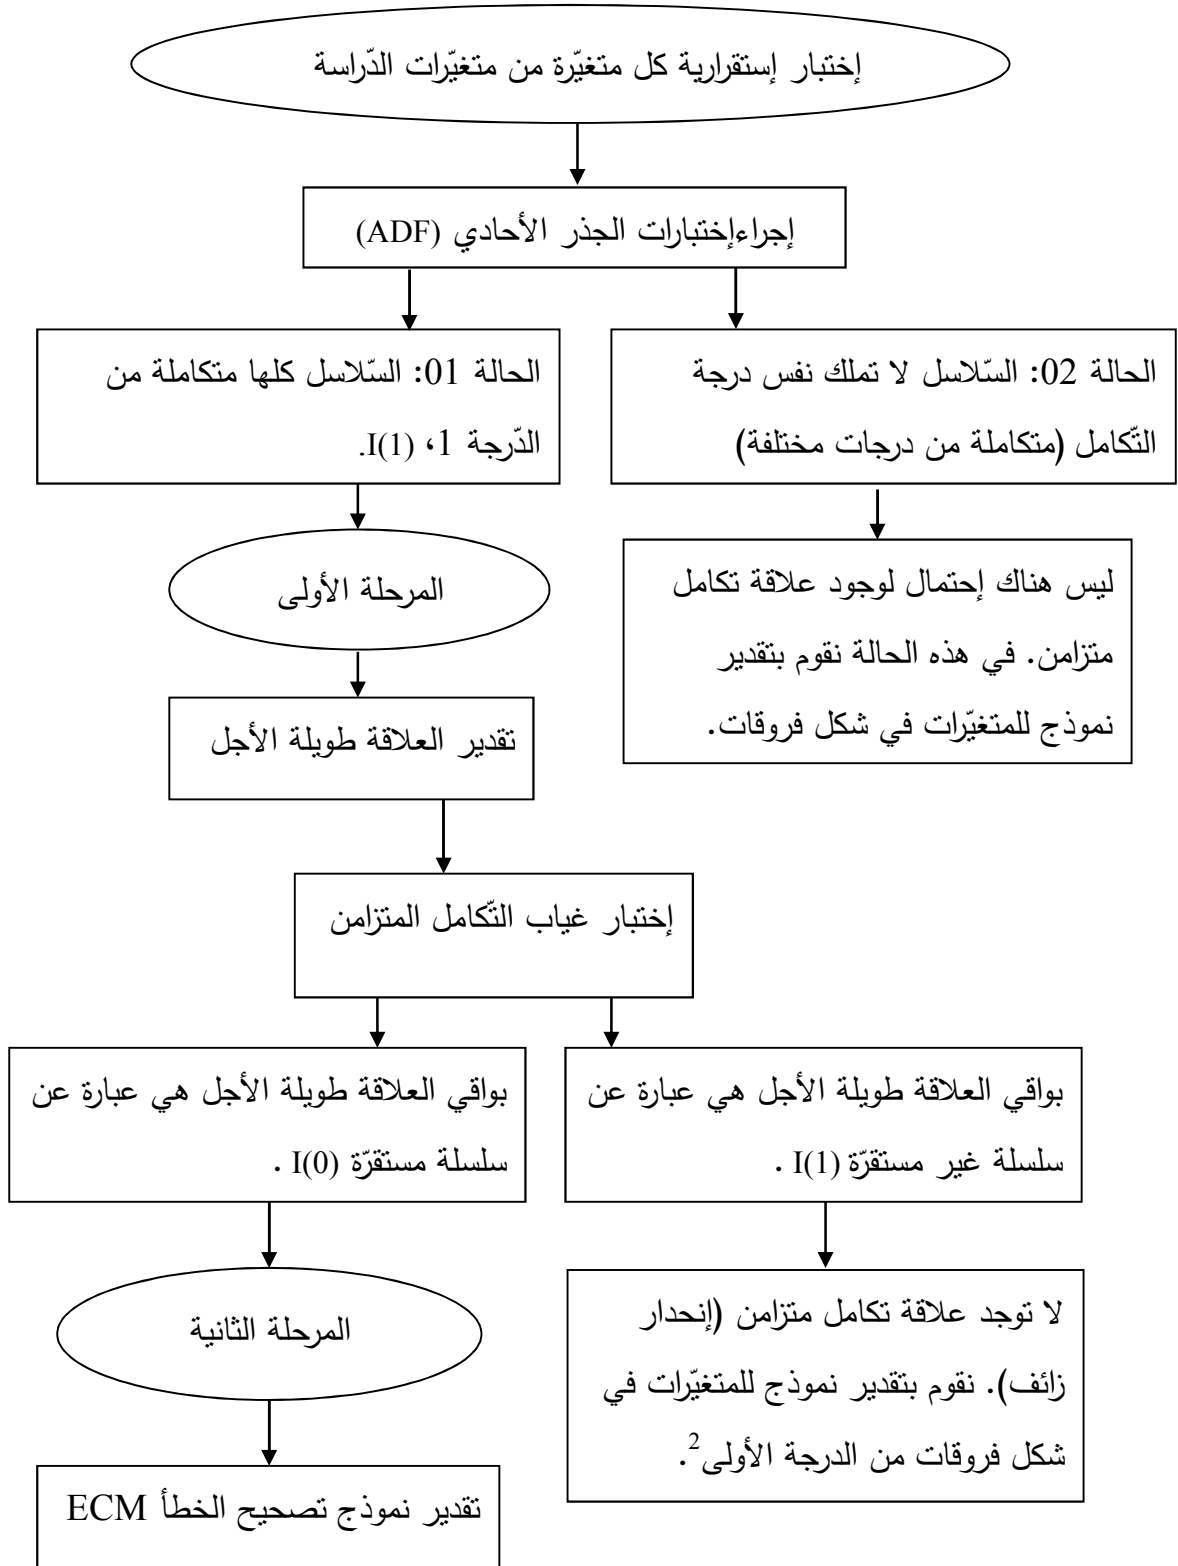 إختبار إستقرارية كل متغيّرة من متغيّرات الدّراسة
إجراءإختبارات الجذر الأحادي (ADF)
الحالة 02: السّلاسل لا تملك نفس درجة
التّكامل (متكاملة من درجات مختلفة)
الحالة 01: السّلاسل كلها متكاملة من
الدّرجة 1، I(1).
ليس هناك إحتمال لوجود علاقة تكامل
متزامن. في هذه الحالة نقوم بتقدير
نموذج للمتغيّرات في شكل فروقات.
المرحلة الأولى
تقدير العلاقة طويلة الأجل
إختبار غياب التّكامل المتزامن
بواقي العلاقة طويلة الأجل هي عبارة عن
سلسلة غير مستقرّة I(1) .
بواقي العلاقة طويلة الأجل هي عبارة عن
سلسلة مستقرّة I(0) .
لا توجد علاقة تكامل متزامن (إنحدار
زائف). نقوم بتقدير نموذج للمتغيّرات في
شكل فروقات من الدرجة الأولى².
المرحلة الثانية
تقدير نموذج تصحيح الخطأ ECM